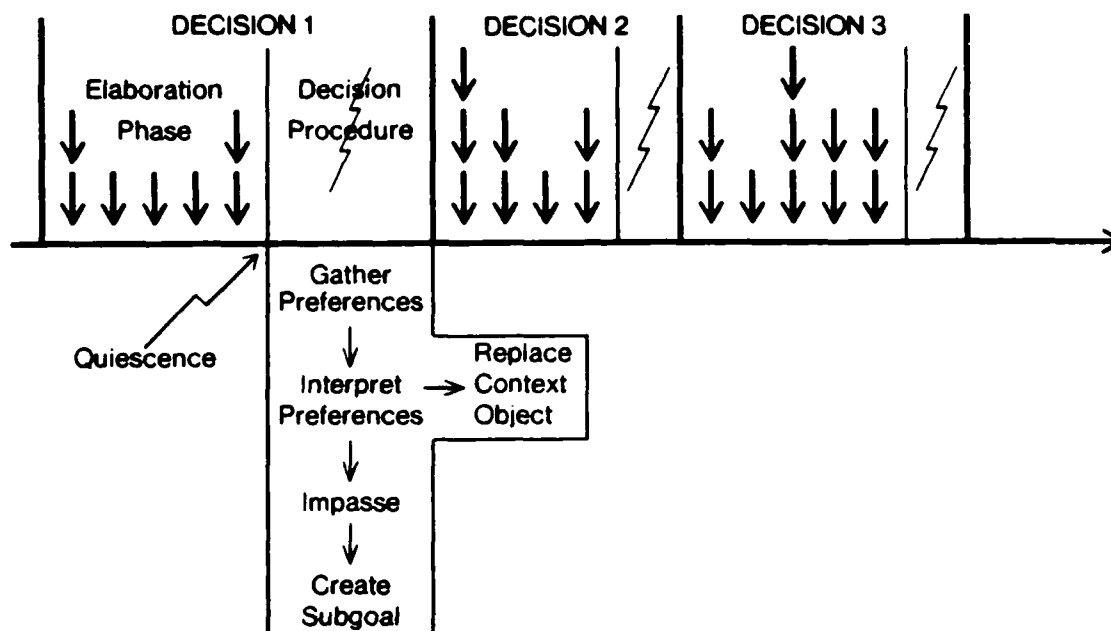 DECISION 1
DECISION 2
DECISION 3
Elaboration
Phase
Decision
Procedure
Quiescence
Gather
Preferences
Interpret
Preferences
Replace
Context
Object
Impasse
Create
Subgoal